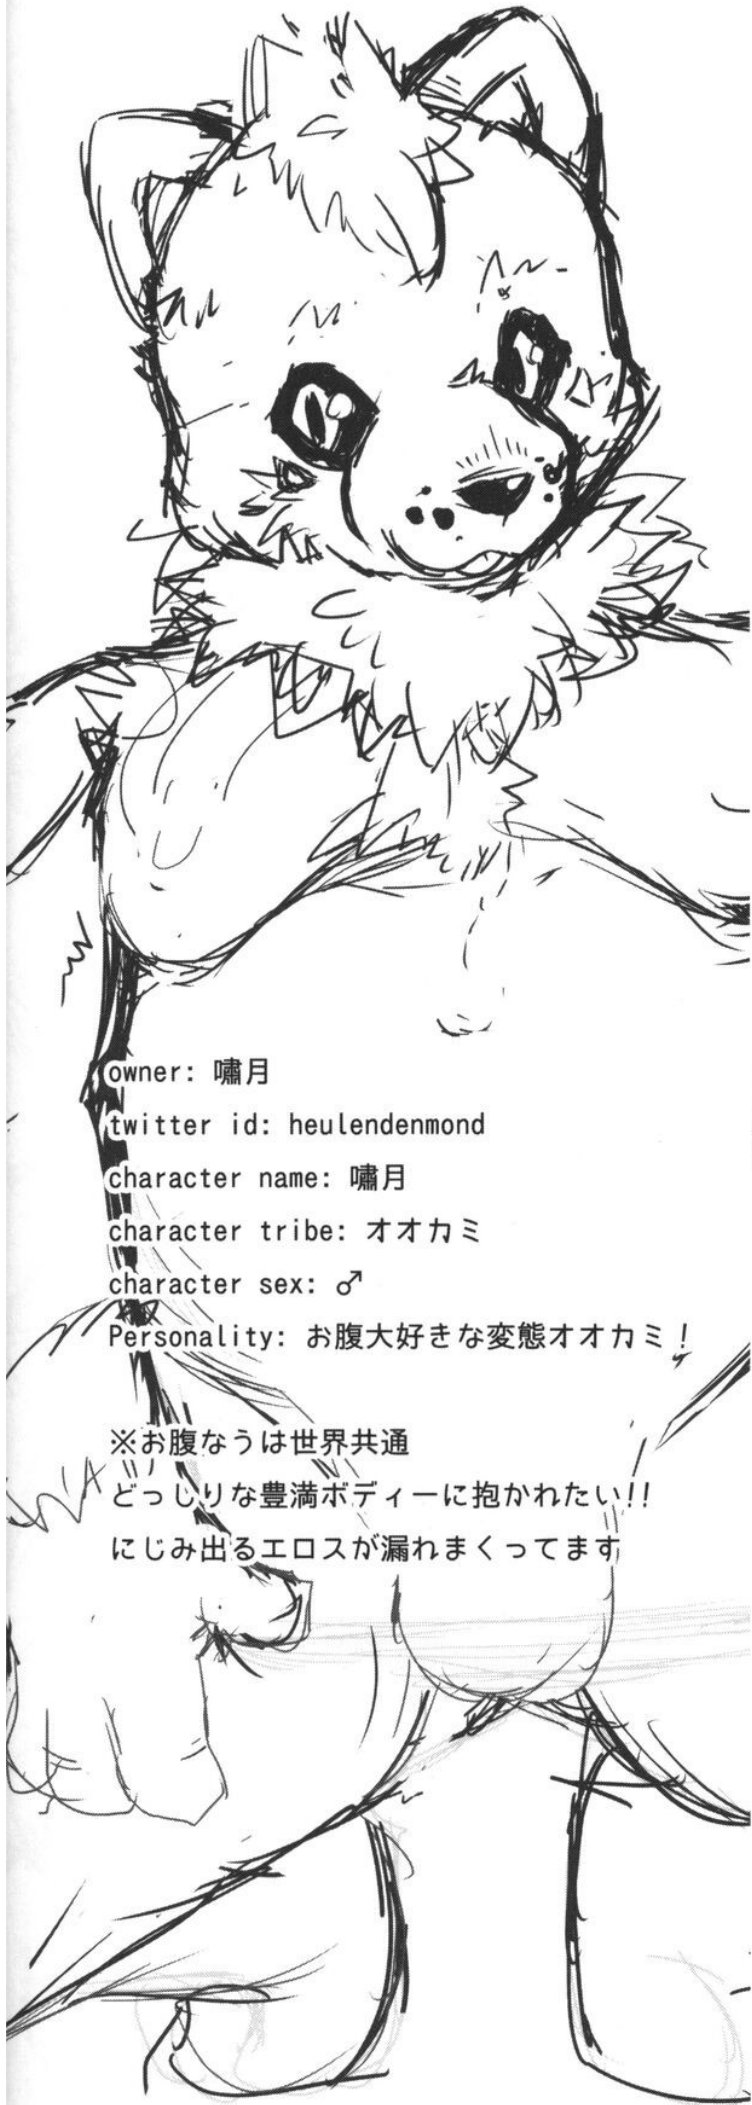 owner: 嘯月
twitter id: heulendenmond
character name: 嘯月
character tribe: オオカミ
character sex: ♂
Personality: お腹大好きな変態オオカミ！
※お腹なうは世界共通
どっしりな豊満ボディーに抱かれたい!!
にじみ出るエロスが漏れまくってます